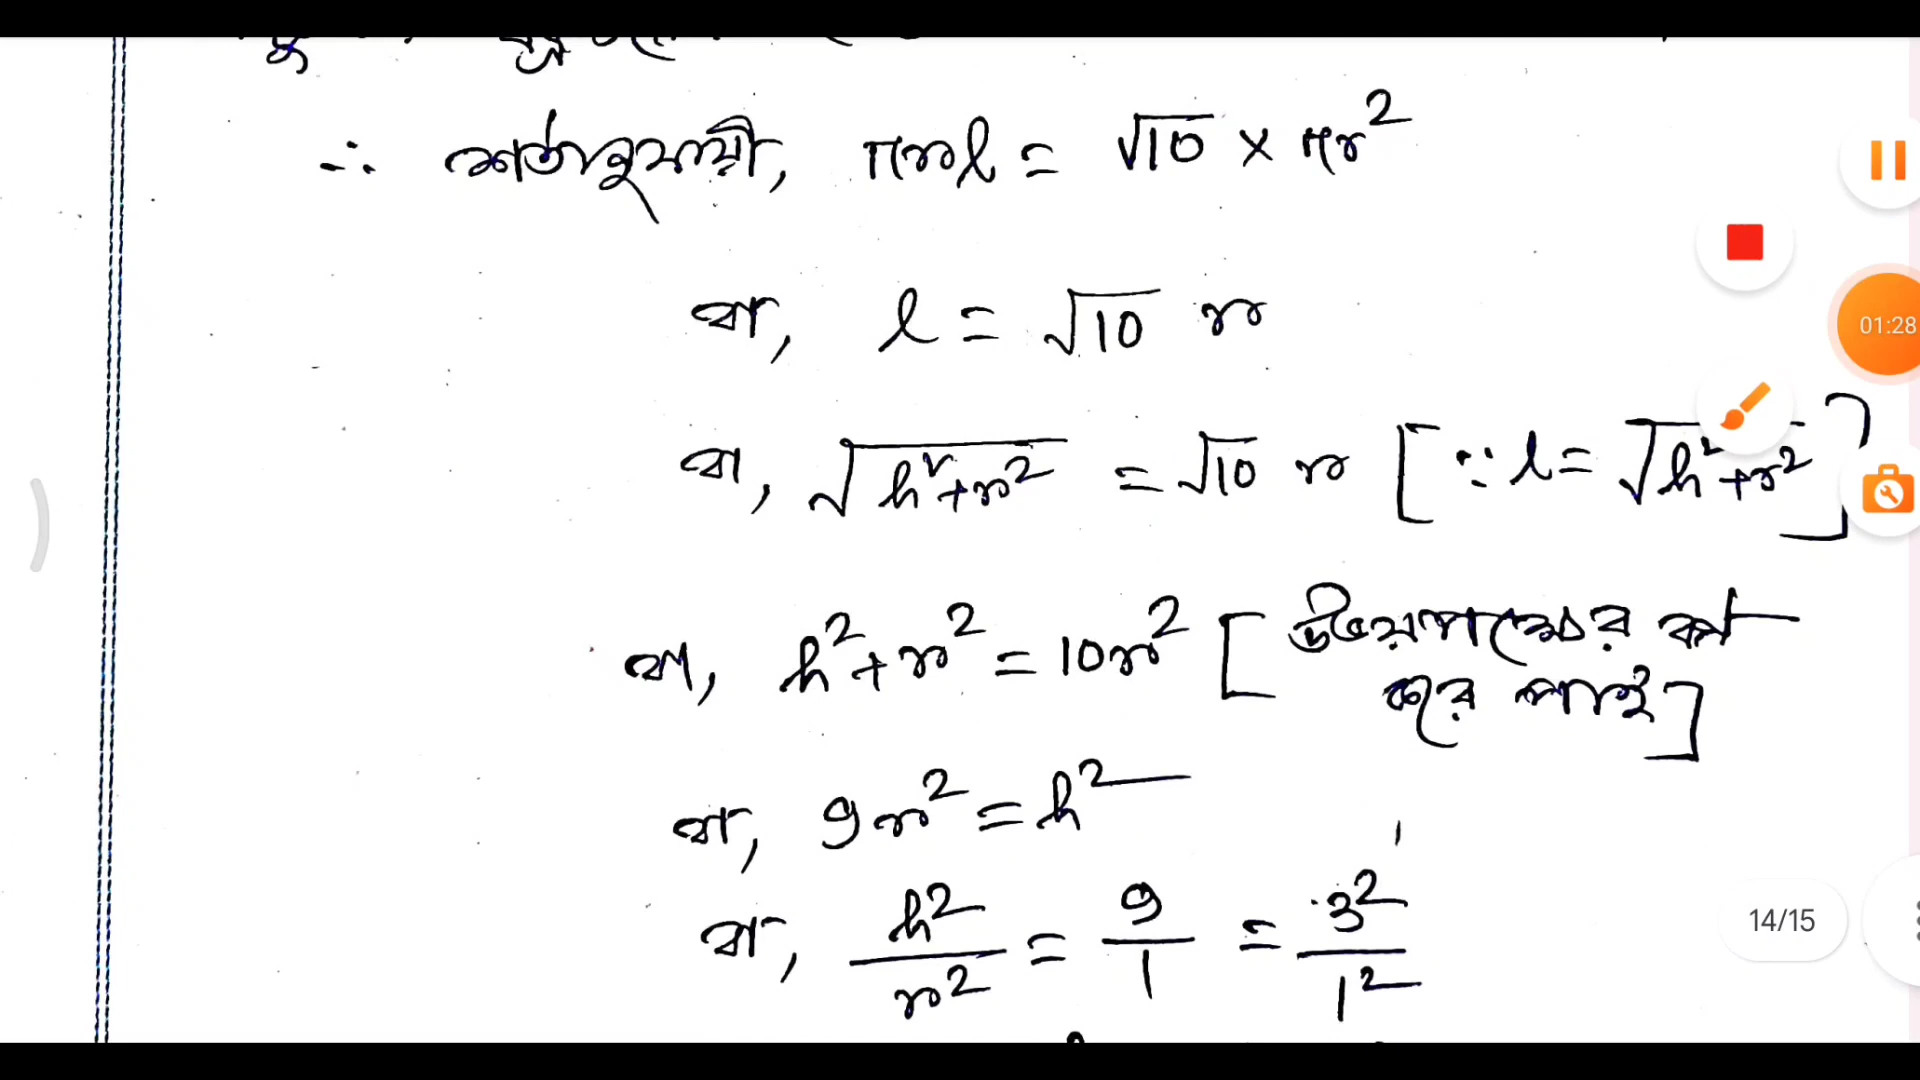 ∴ শর্তানুযায়ী, πrl = √10 × πr²
বা, l = √10 r
01:28
বা, √h²+r² = √10 r [∵ l = √h²+r²]
বা, h²+r² = 10r² [উভয়পক্ষের বর্গ
করে পাই]
বা, 9r² = h²
বা, h²/r² = 9/1 = 3²/1²
14/15